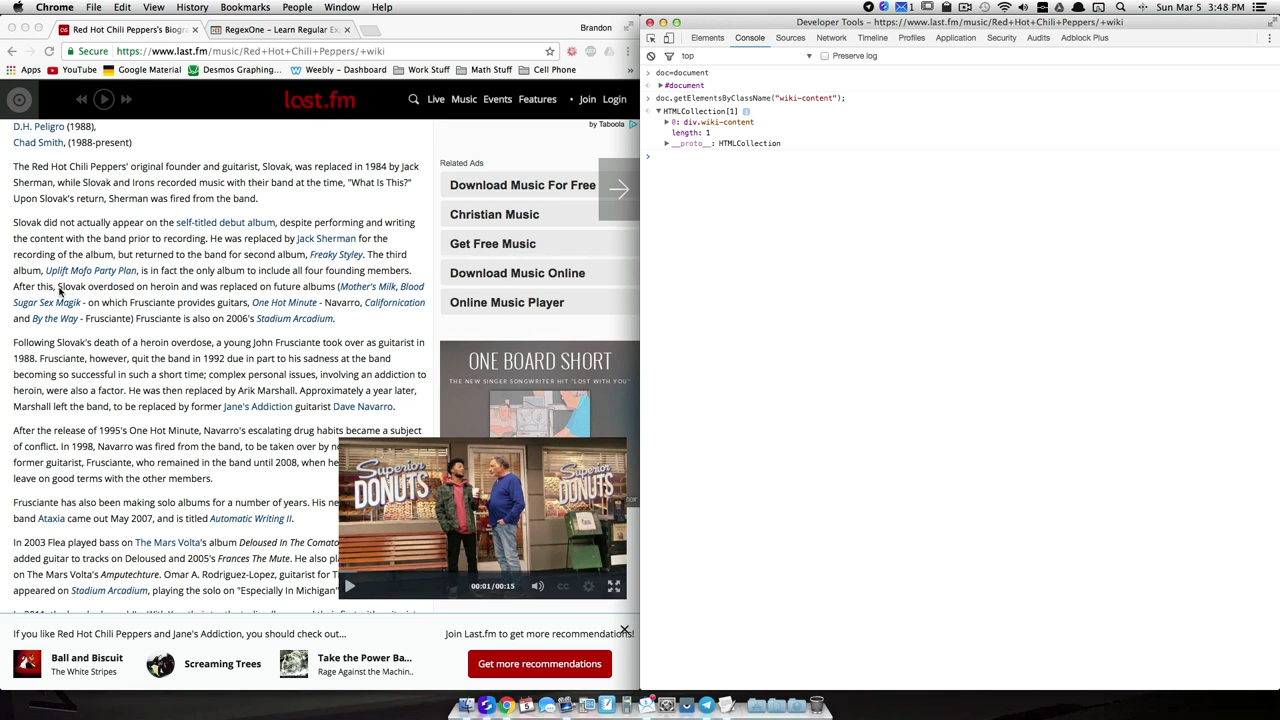 Chrome File Edit View History Bookmarks People Window Help
1 Sun Mar 5 3:48 PM
Red Hot Chili Peppers's Biogra
RegexOne - Learn Regular Ex
Brandon
Secure https://www.last.fm/music/Red+Hot+Chili+Peppers/+wiki
Apps YouTube Google Material Desmos Graphing... Weebly - Dashboard Work Stuff Math Stuff Cell Phone »
last.fm
Live Music Events Features • Join Login
D.H. Peligro (1988),
Chad Smith, (1988-present)
The Red Hot Chili Peppers' original founder and guitarist, Slovak, was replaced in 1984 by Jack
Sherman, while Slovak and Irons recorded music with their band at the time, "What Is This?"
Upon Slovak's return, Sherman was fired from the band.
Slovak did not actually appear on the self-titled debut album, despite performing and writing
the content with the band prior to recording. He was replaced by Jack Sherman for the
recording of the album, but returned to the band for second album, Freaky Styley. The third
album, Uplift Mofo Party Plan, is in fact the only album to include all four founding members.
After this, Slovak overdosed on heroin and was replaced on future albums (Mother's Milk, Blood
Sugar Sex Magik - on which Frusciante provides guitars, One Hot Minute - Navarro, Californication
and By the Way - Frusciante) Frusciante is also on 2006's Stadium Arcadium.
Following Slovak's death of a heroin overdose, a young John Frusciante took over as guitarist in
1988. Frusciante, however, quit the band in 1992 due in part to his sadness at the band
becoming so successful in such a short time; complex personal issues, involving an addiction to
heroin, were also a factor. He was then replaced by Arik Marshall. Approximately a year later,
Marshall left the band, to be replaced by former Jane's Addiction guitarist Dave Navarro.
After the release of 1995's One Hot Minute, Navarro's escalating drug habits became a subject
of conflict. In 1998, Navarro was fired from the band, to be taken over by n
former guitarist, Frusciante, who remained in the band until 2008, when he
leave on good terms with the other members.
Frusciante has also been making solo albums for a number of years. His ne
band Ataxia came out May 2007, and is titled Automatic Writing II.
In 2003 Flea played bass on The Mars Volta's album Deloused In The Comato
added guitar to tracks on Deloused and 2005's Frances The Mute. He also pl
on The Mars Volta's Amputechture. Omar A. Rodriguez-Lopez, guitarist for T
appeared on Stadium Arcadium, playing the solo on "Especially In Michigan"
by Taboola
Related Ads
Download Music For Free
Christian Music
Get Free Music
Download Music Online
Online Music Player
ONE BOARD SHORT
THE NEW SINGER SONGWRITER HIT "LOST WITH YOU"
Superior DONUTS
Superior DONUTS
00:01/00:15 CC
If you like Red Hot Chili Peppers and Jane's Addiction, you should check out...
Join Last.fm to get more recommendations!
Ball and Biscuit
The White Stripes
Screaming Trees
Take the Power Ba...
Rage Against the Machin..
Get more recommendations
Developer Tools - https://www.last.fm/music/Red+Hot+Chili+Peppers/+wiki
Elements Console Sources Network Timeline Profiles Application Security Audits Adblock Plus
top Preserve log
doc=document
#document
doc.getElementsByClassName("wiki-content");
HTMLCollection[1]
0: div.wiki-content
length: 1
__proto__: HTMLCollection